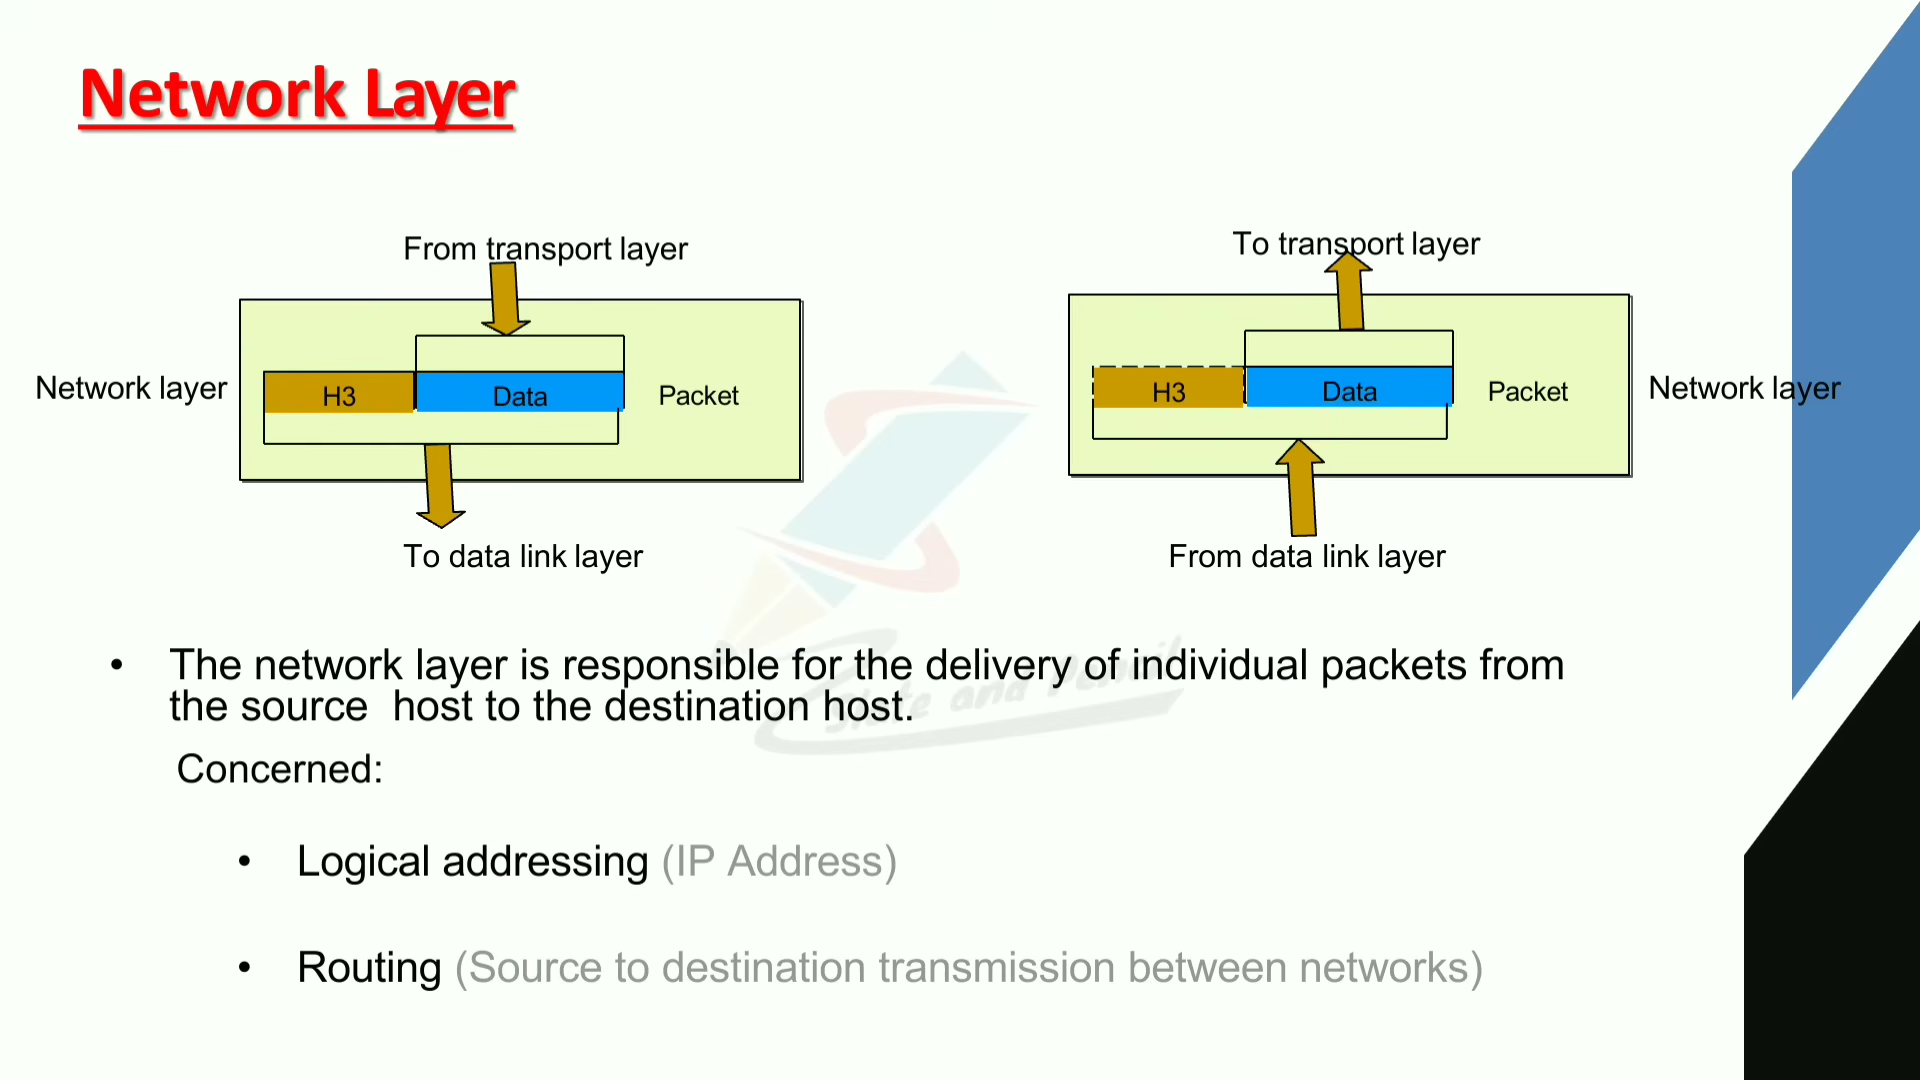 Network Layer
From transport layer
To transport layer
Network layer
H3
Data
Packet
H3
Data
Packet
Network layer
To data link layer
From data link layer
• The network layer is responsible for the delivery of individual packets from
the source host to the destination host.
Slate and Pencil
Concerned:
• Logical addressing (IP Address)
• Routing (Source to destination transmission between networks)